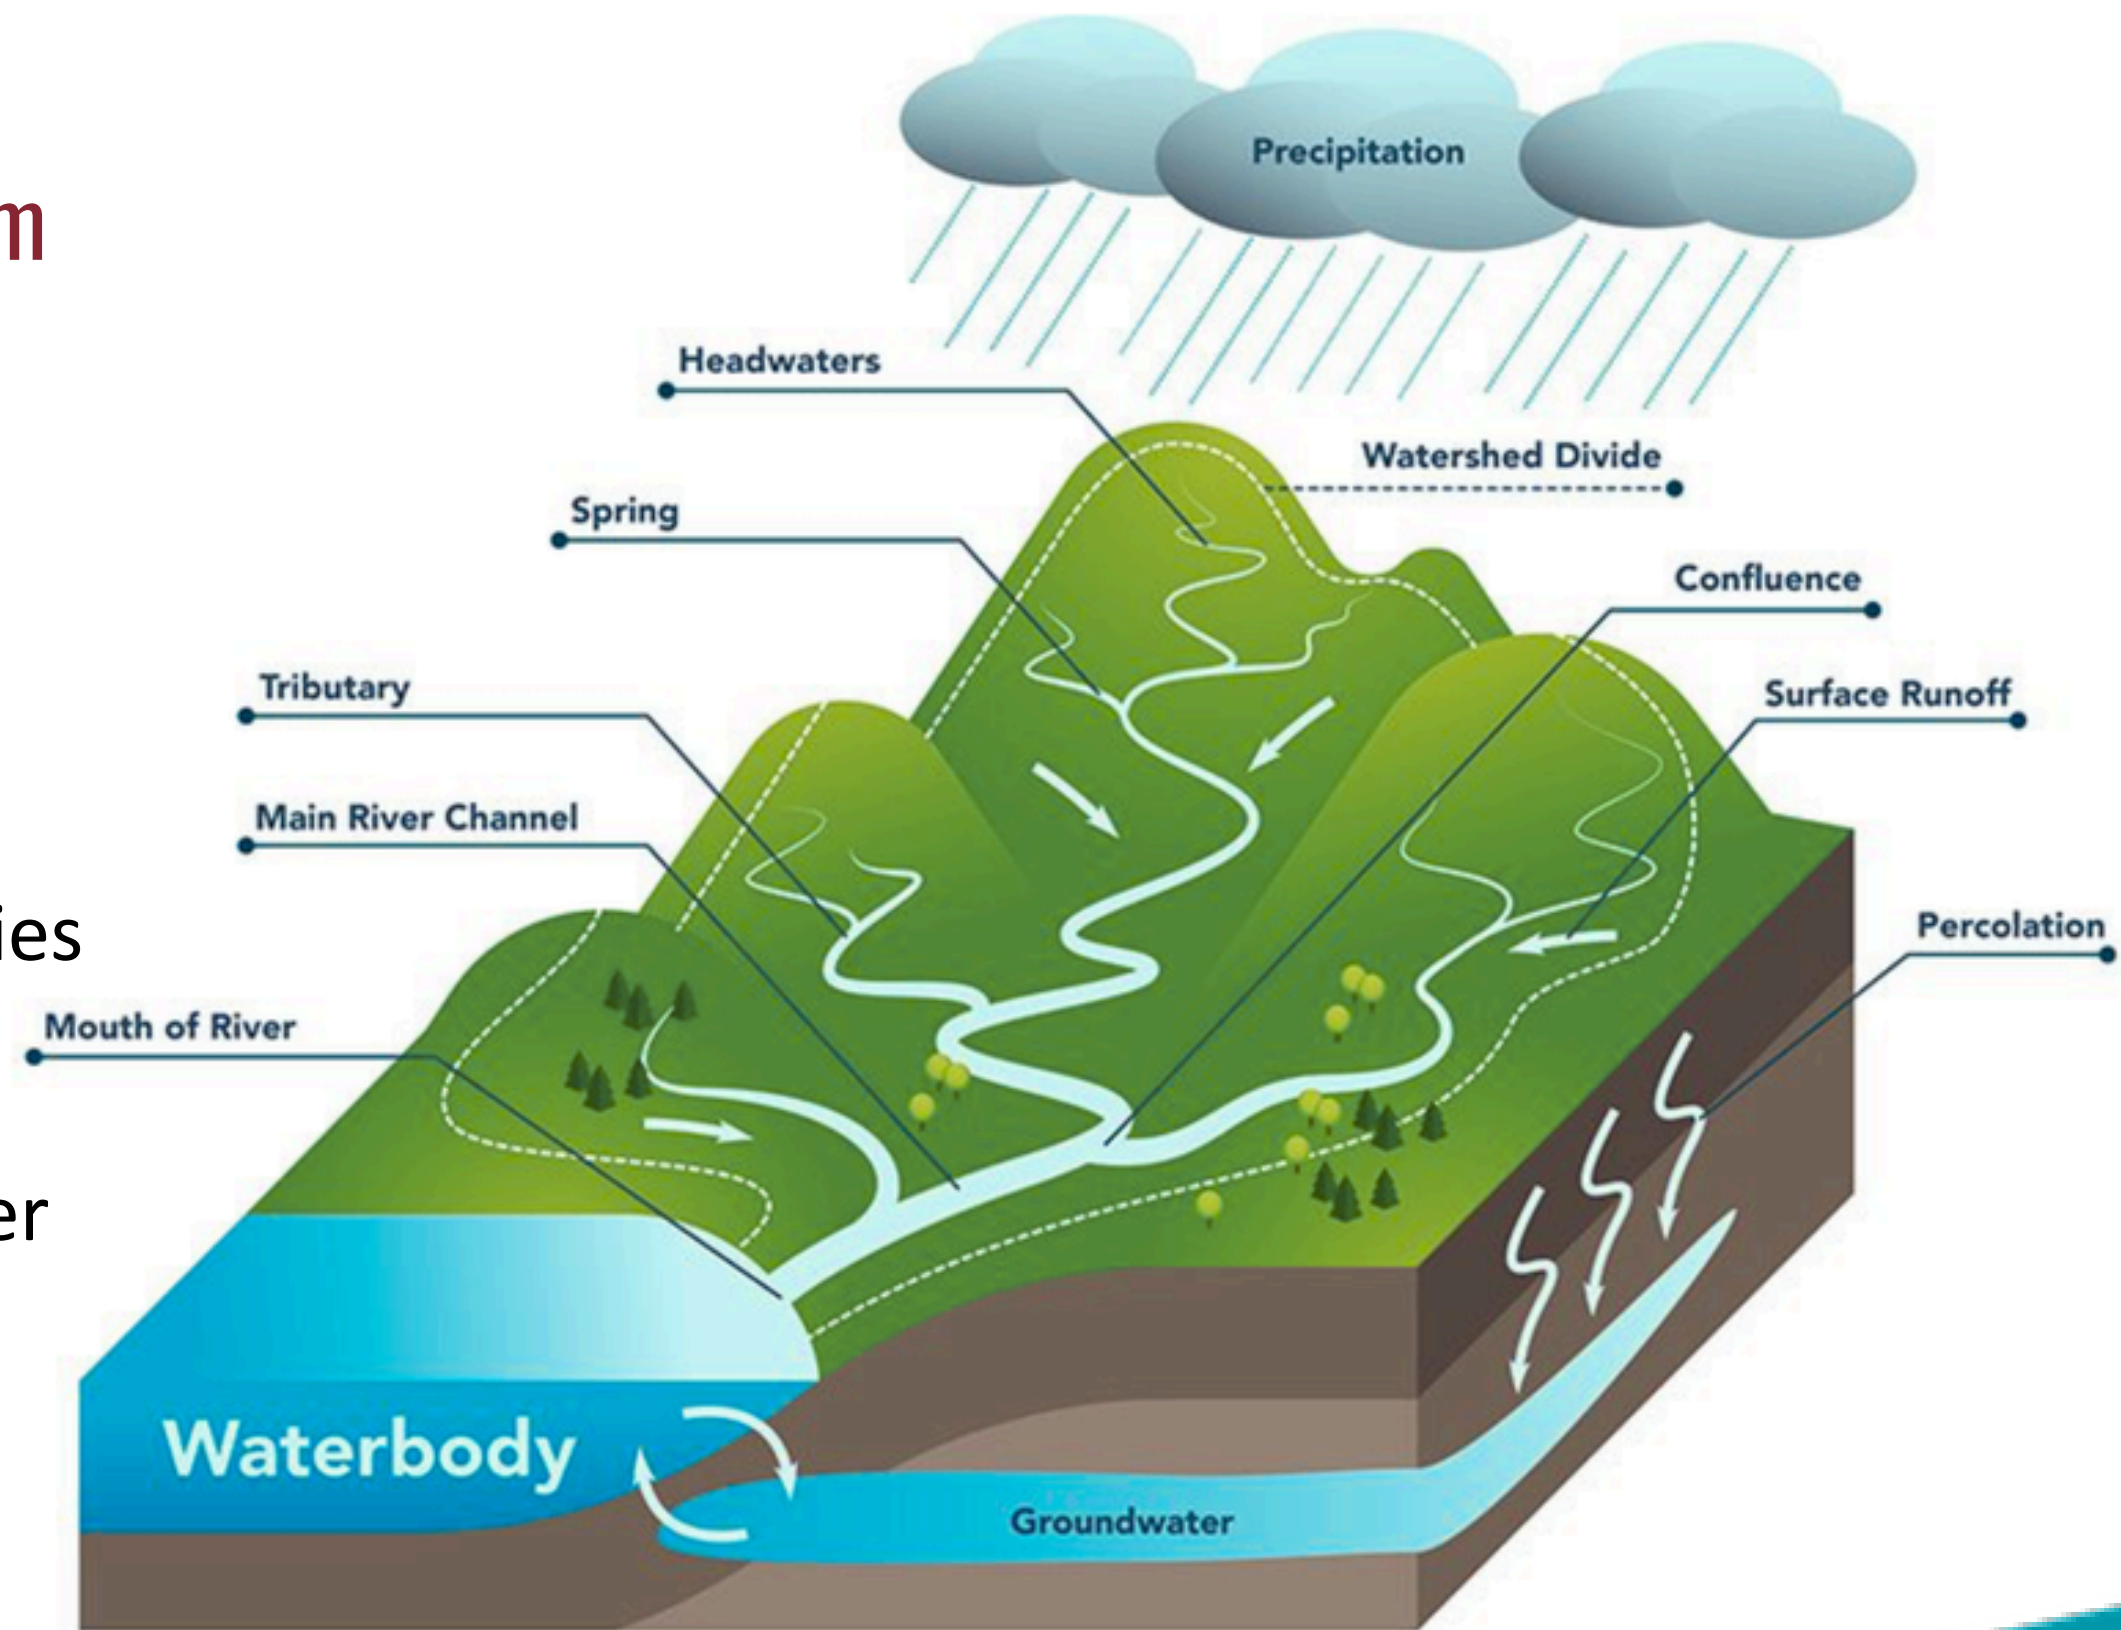 m
ies
er
Precipitation
Headwaters
Watershed Divide
Spring
Confluence
Tributary
Surface Runoff
Main River Channel
Percolation
Mouth of River
Waterbody
Groundwater